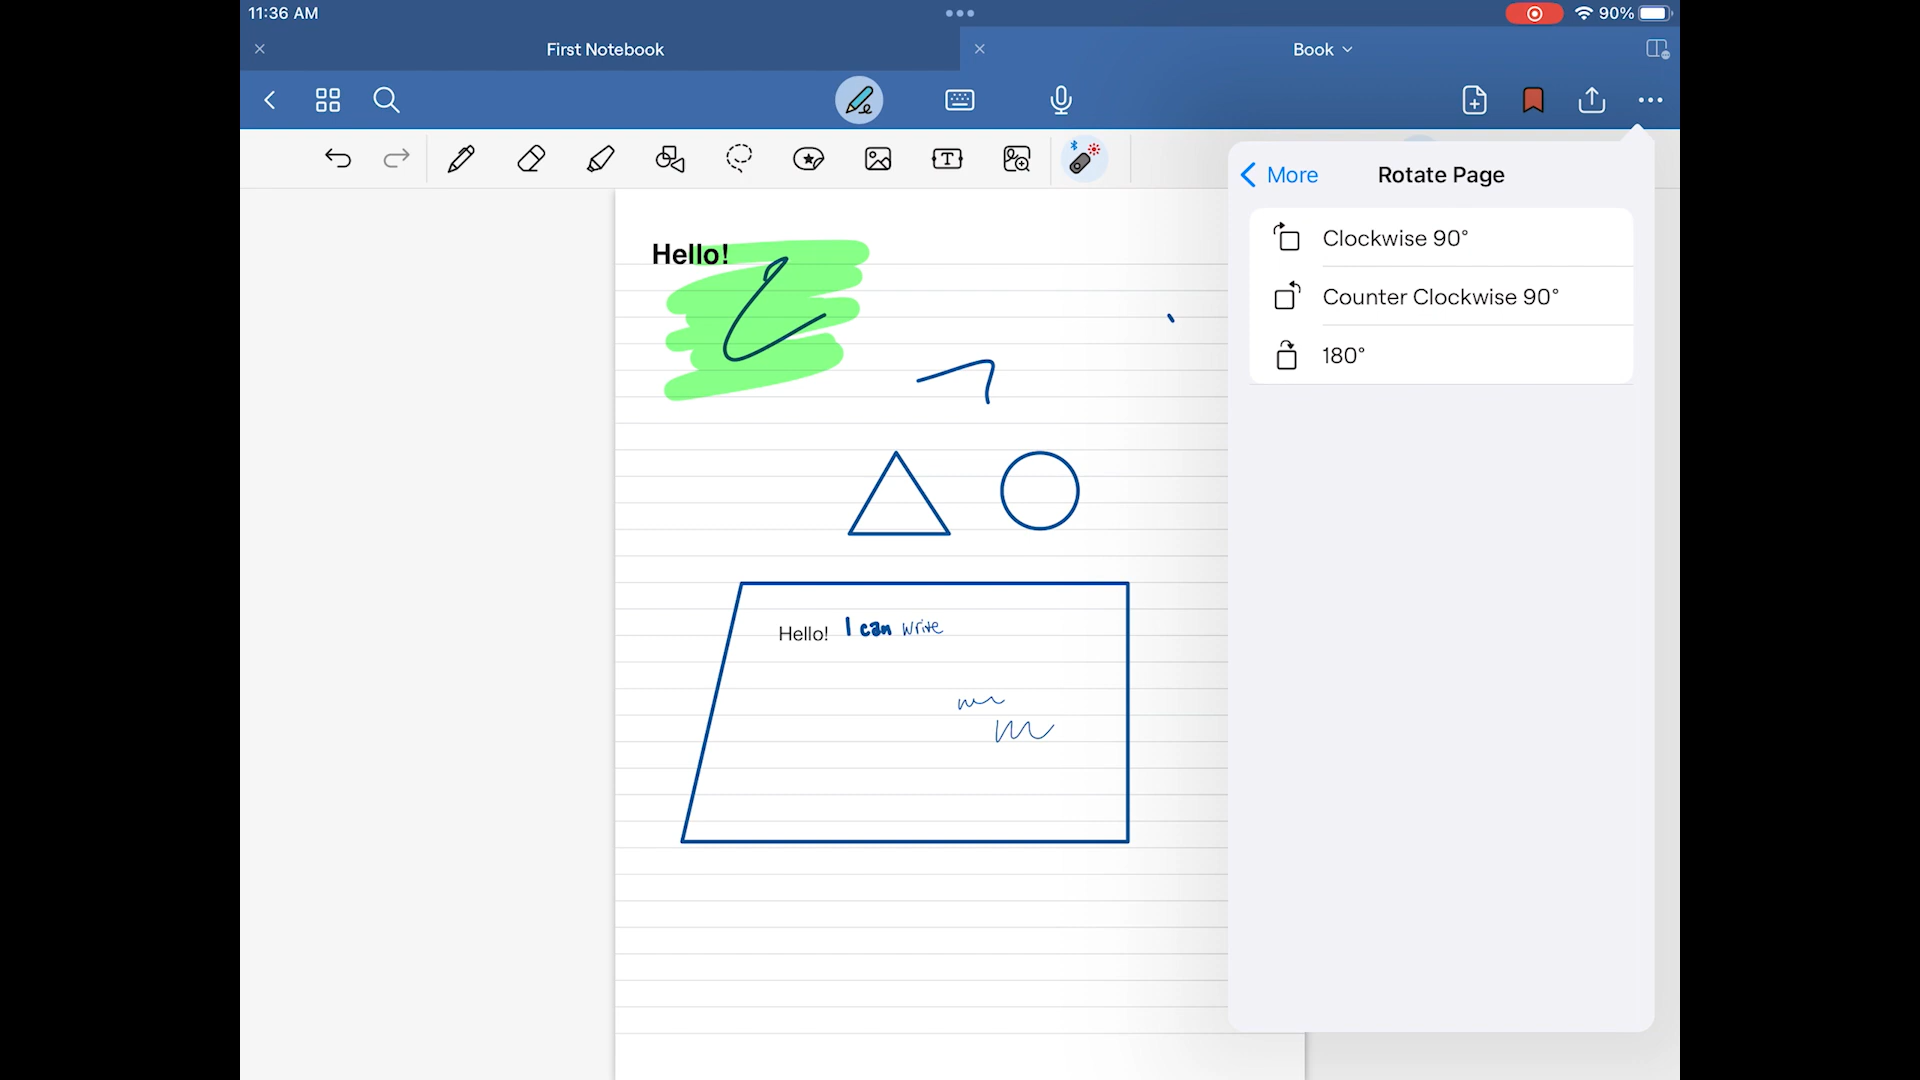 11:36 AM
90%
First Notebook
Book
More
Rotate Page
Clockwise 90°
Counter Clockwise 90°
180°
Hello!
Hello! I can write